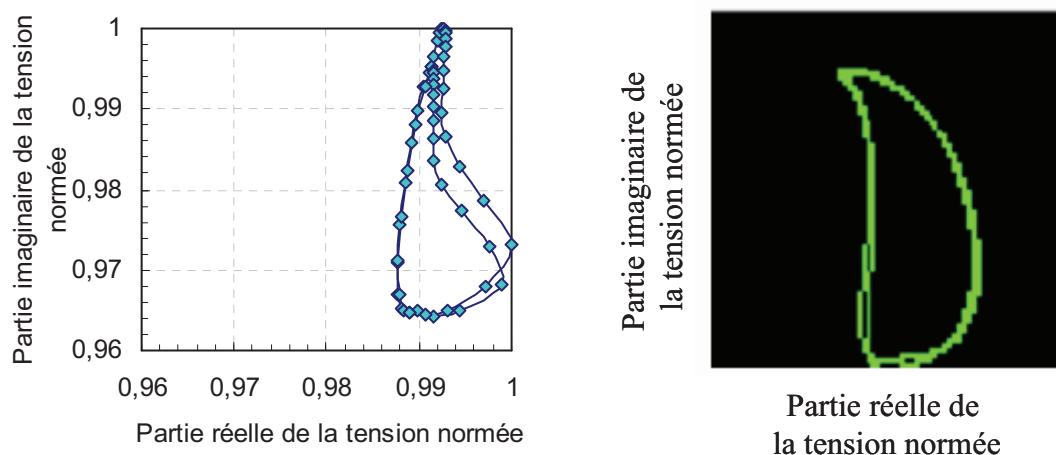 Partie imaginaire de la tension
normée
1
0,99
0,98
0,97
0,96
0,96
0,97
0,98
0,99
1
Partie réelle de la tension normée
Partie imaginaire de
la tension normée
Partie réelle de
la tension normée